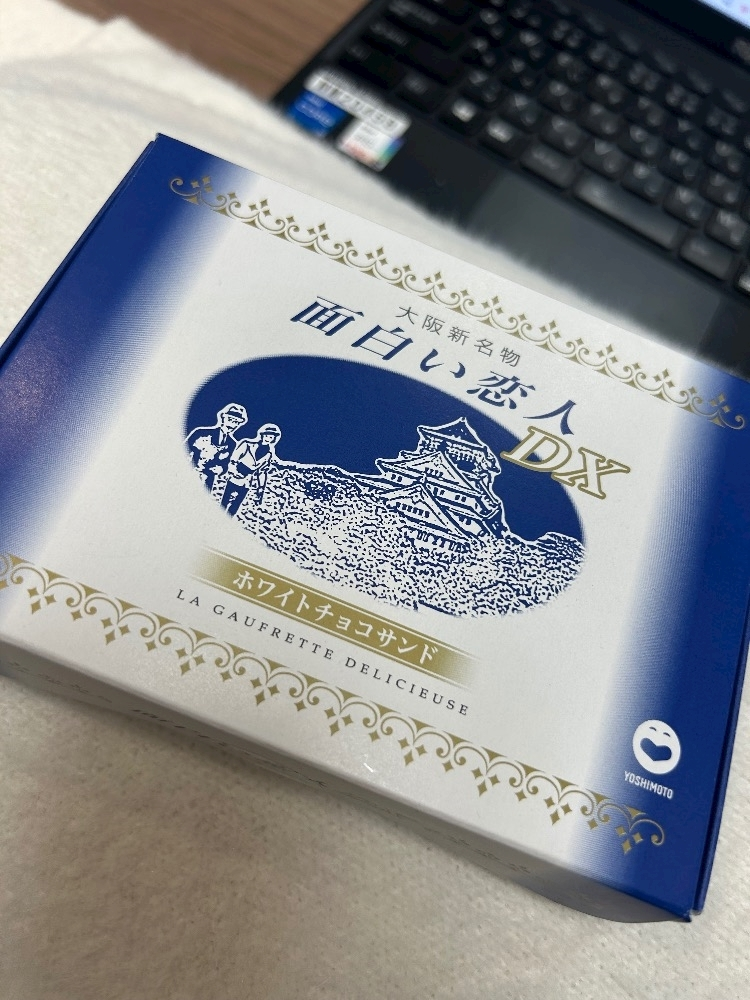 大阪新名物
面白い恋人
DX
ホワイトチョコサンド
LA GAUFRETTE DELICIEUSE
YOSHIMOTO